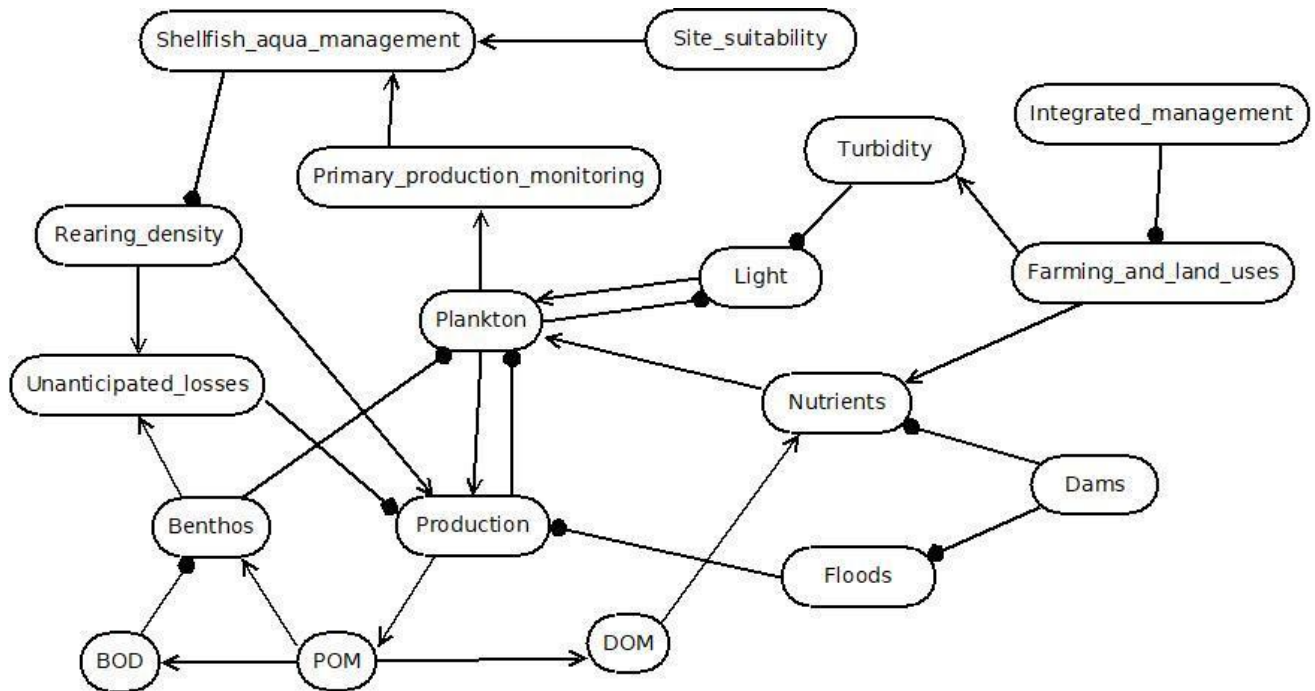 Shellfish_aqua_management
Site_suitability
Integrated_management
Turbidity
Primary_production_monitoring
Rearing_density
Light
Farming_and_land_uses
Plankton
Unanticipated_losses
Nutrients
Dams
Benthos
Production
Floods
DOM
BOD
POM